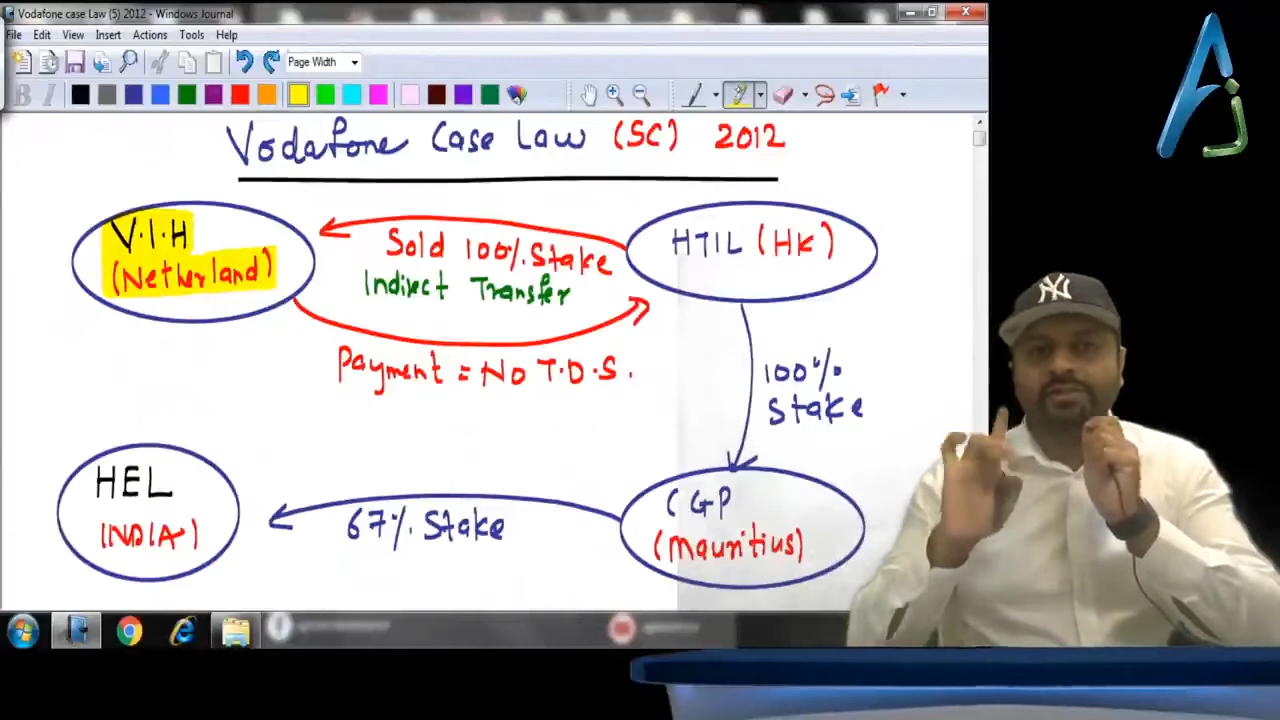 Vodafone case Law (5) 2012 - Windows Journal
File Edit View Insert Actions Tools Help
Page Width
B I
Vodafone Case Law (SC) 2012
V.I.H
(Netherland)
Sold 100% Stake
Indirect Transfer
HTIL (HK)
Payment = No T.D.S.
100%
Stake
HEL
(INDIA)
67% Stake
CGP
(Mauritius)
NY
AJ